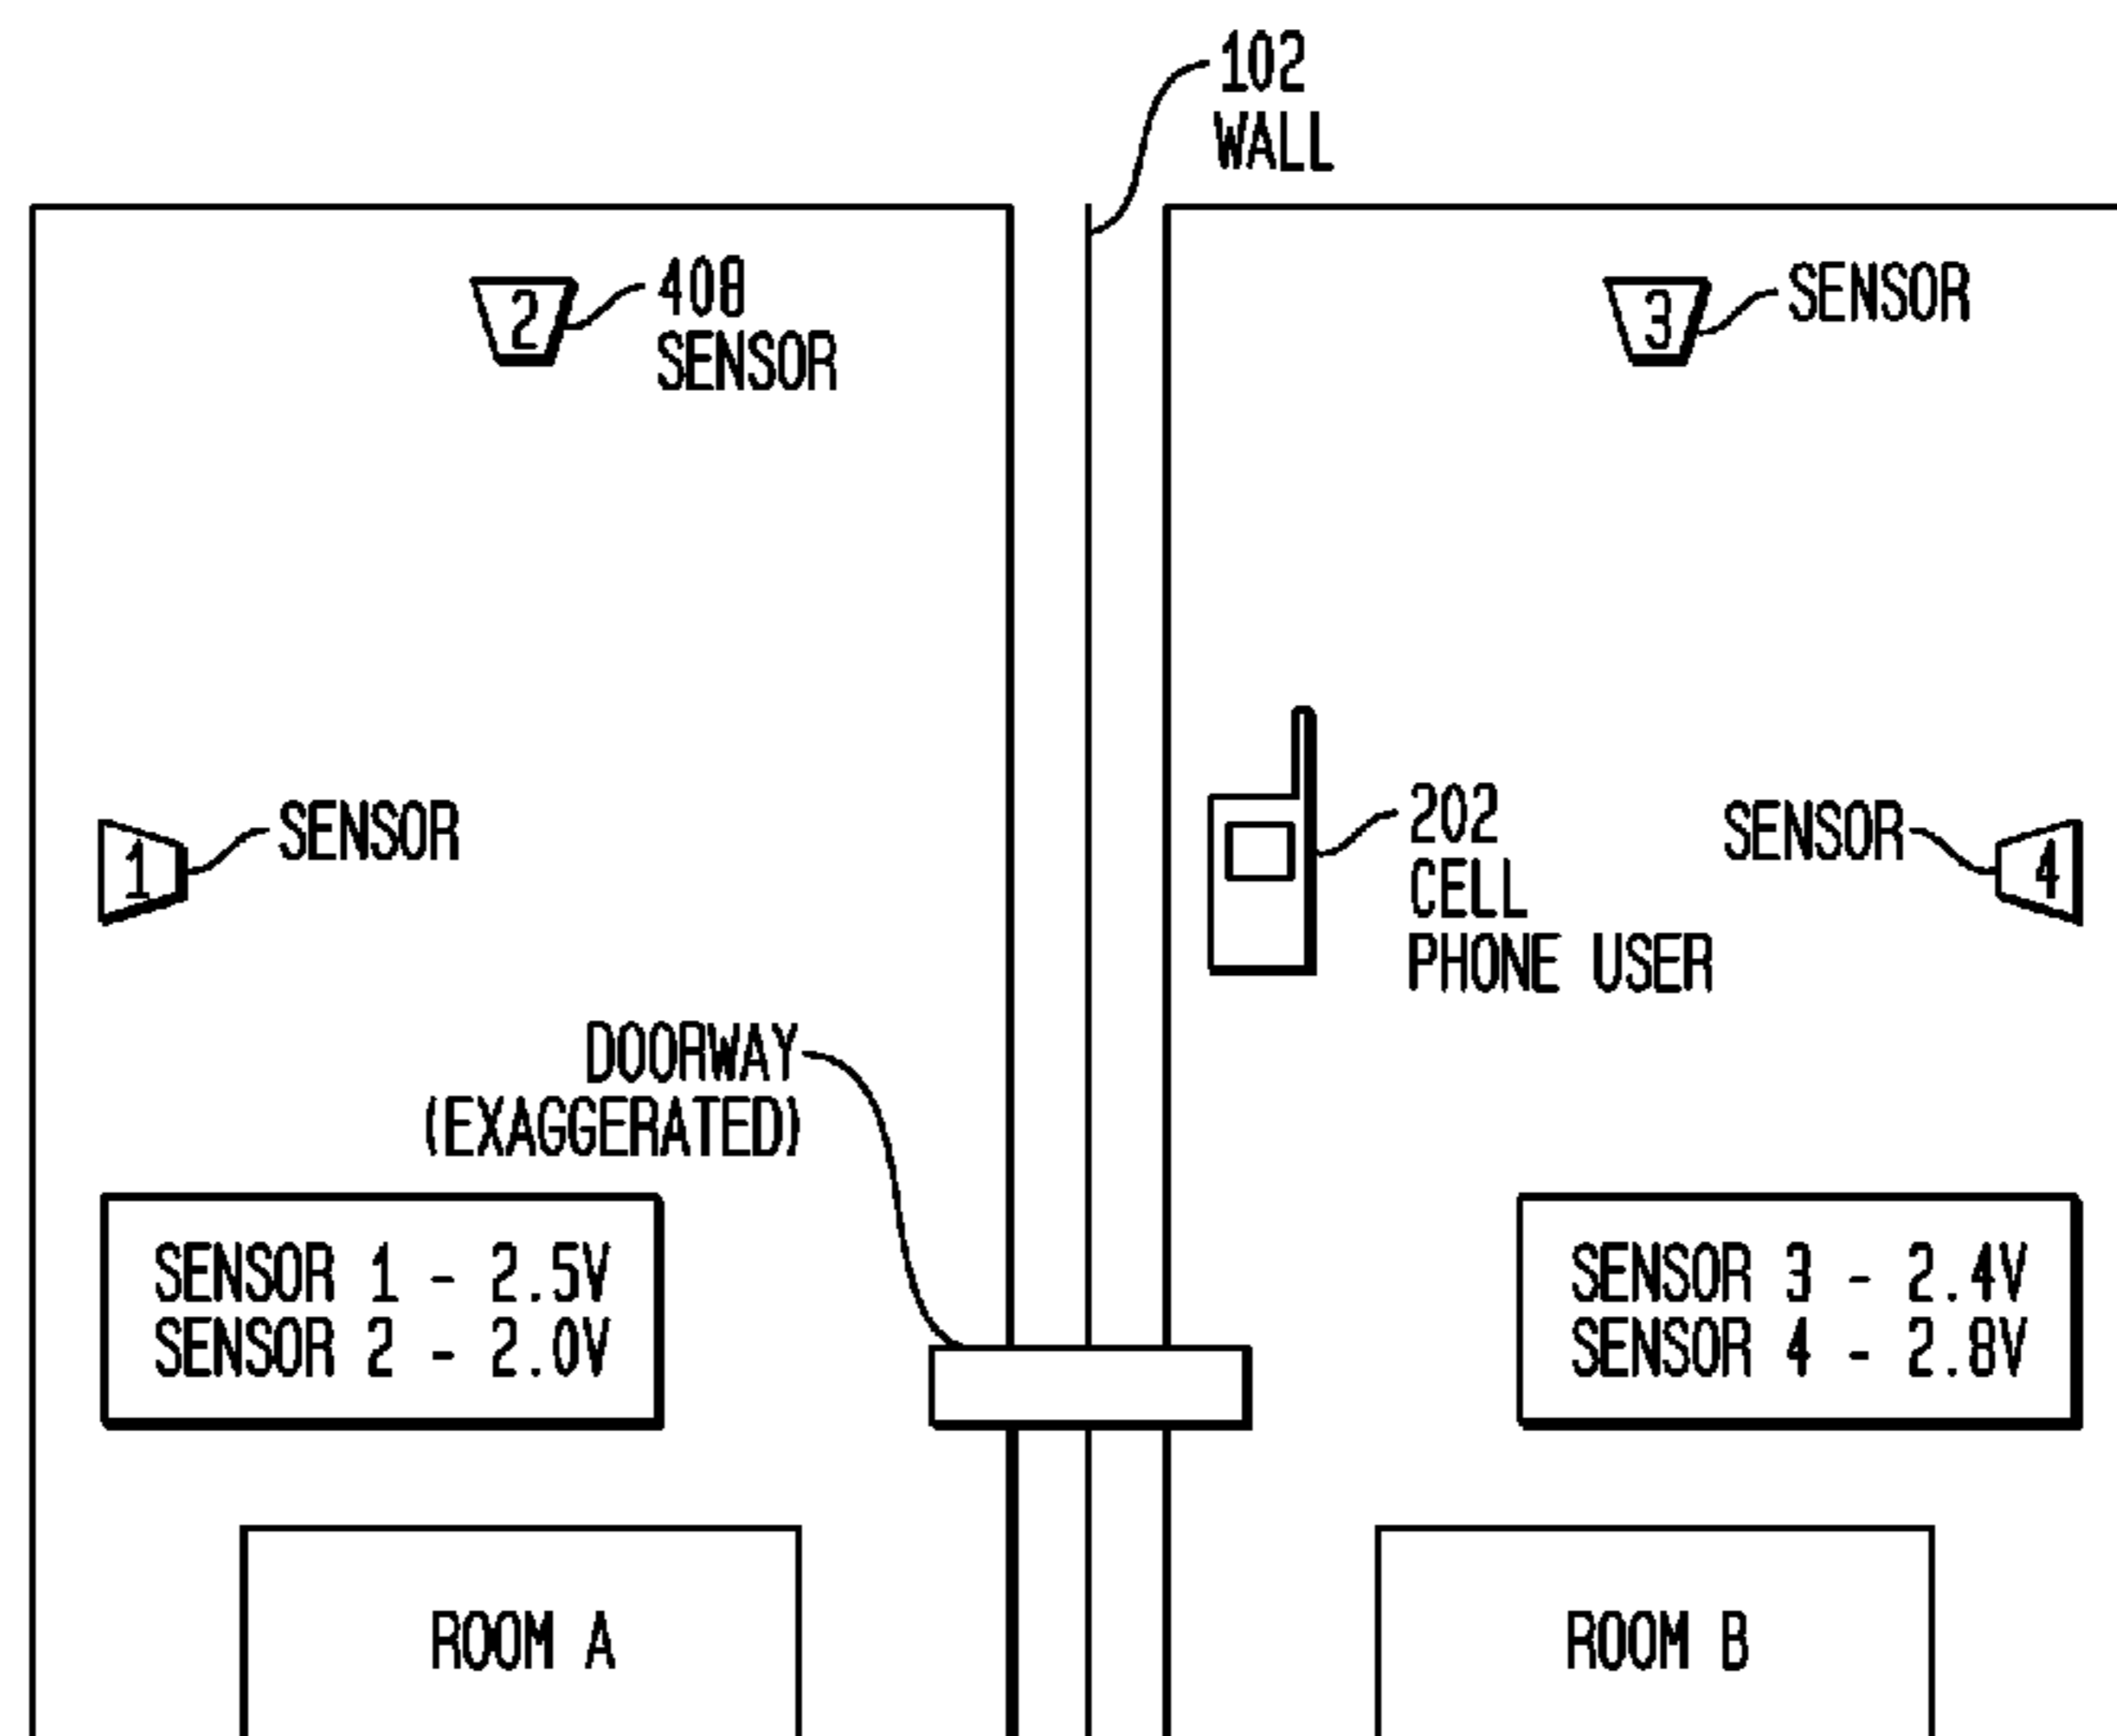 102
WALL
2
408
SENSOR
3
SENSOR
1
SENSOR
202
CELL
PHONE USER
SENSOR
4
DOORWAY
(EXAGGERATED)
SENSOR 1 - 2.5V
SENSOR 2 - 2.0V
SENSOR 3 - 2.4V
SENSOR 4 - 2.8V
ROOM A
ROOM B